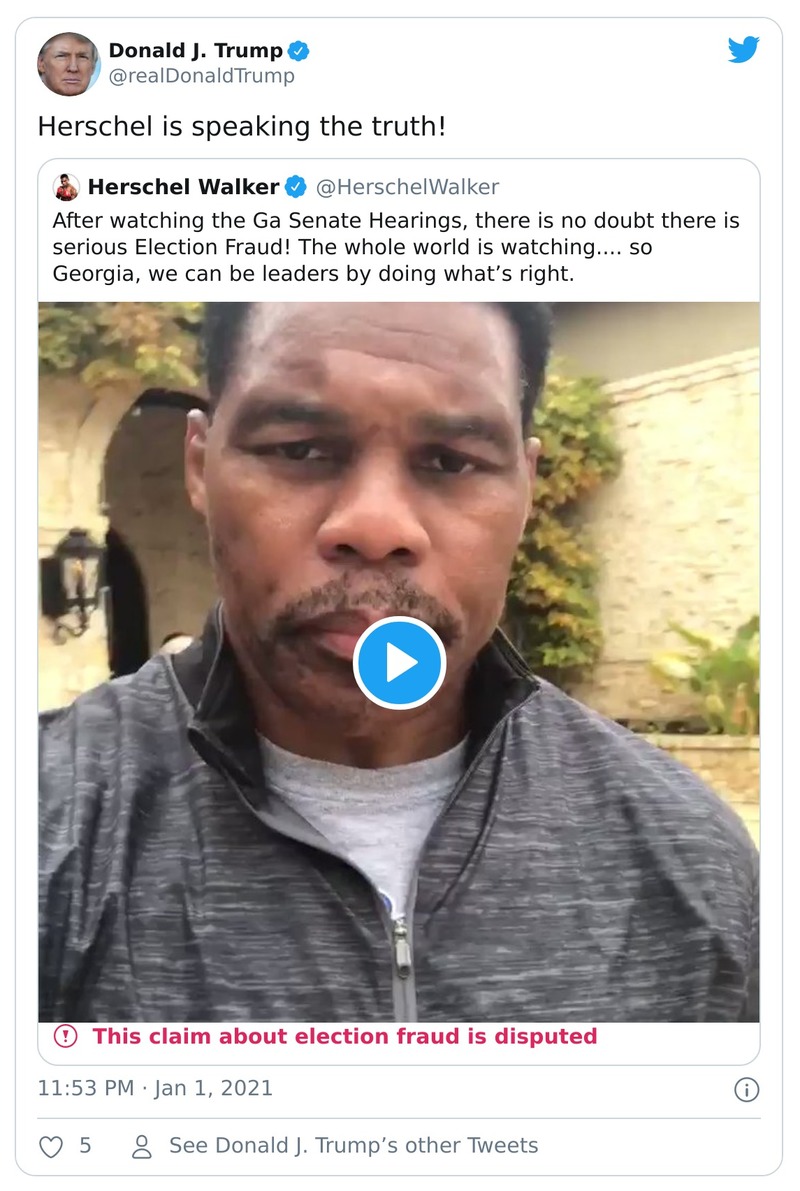 Donald J. Trump
@realDonaldTrump
Herschel is speaking the truth!
Herschel Walker @HerschelWalker
After watching the Ga Senate Hearings, there is no doubt there is
serious Election Fraud! The whole world is watching.... so
Georgia, we can be leaders by doing what’s right.
This claim about election fraud is disputed
11:53 PM · Jan 1, 2021
5 See Donald J. Trump’s other Tweets